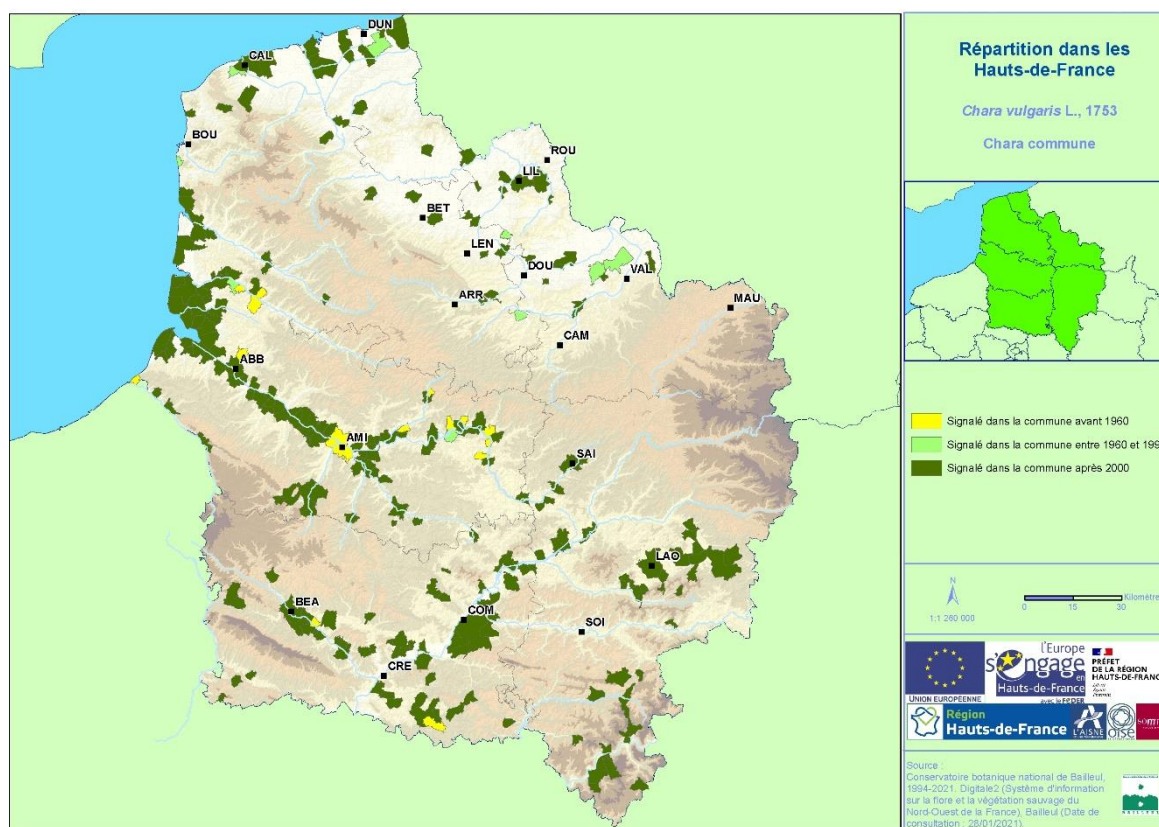 DUN
CAL
BOU
ROU
LIL
BET
LEN
DOU
VAL
ARR
MAU
CAM
ABB
AMI
SAI
LAO
BEA
COM
SOI
CRE
Répartition dans les
Hauts-de-France
Chara vulgaris L., 1753
Chara commune
Signalé dans la commune avant 1960
Signalé dans la commune entre 1960 et 199
Signalé dans la commune après 2000
N
1:1 260 000
Kilomètre
0 15 30
UNION EUROPÉENNE
l'Europe
s'engage
en
Hauts-de-France
avec le FEDER
PRÉFET
DE LA RÉGION
HAUTS-DE-FRANC
Région
Hauts-de-France
L'AISNE
oise
somm
Source :
Conservatoire botanique national de Bailleul,
1994-2021. Digitale2 (Système d'information
sur la flore et la végétation sauvage du
Nord-Ouest de la France), Bailleul (Date de
consultation : 28/01/2021).
BAILLEUL